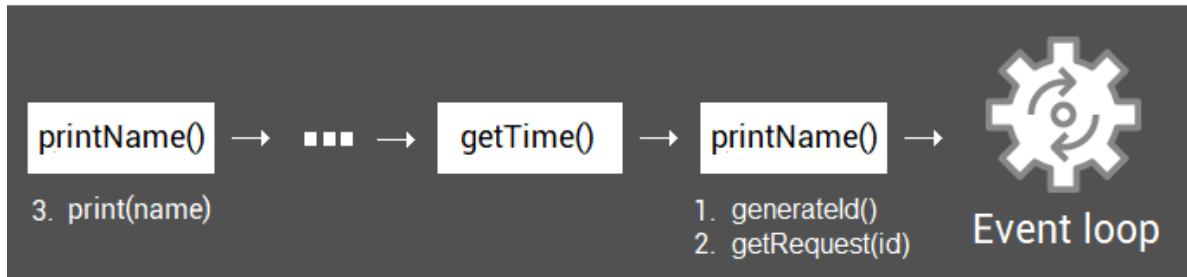 printName()
...
getTime()
printName()
3. print(name)
1. generateId()
2. getRequest(id)
Event loop